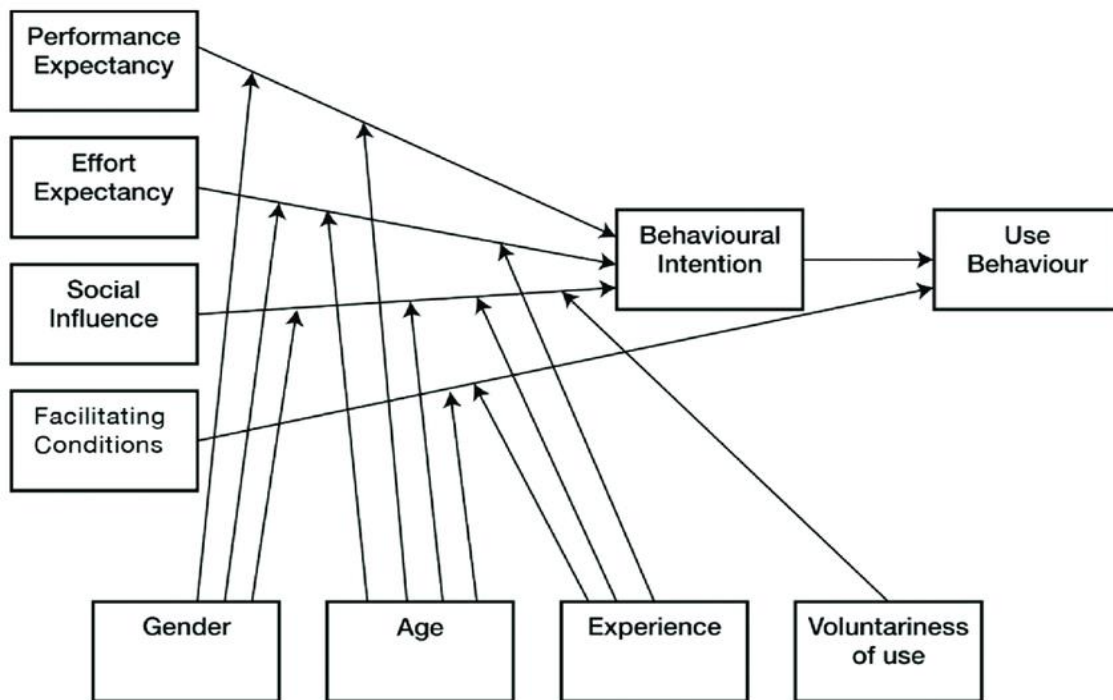 Performance
Expectancy
Effort
Expectancy
Social
Influence
Facilitating
Conditions
Behavioural
Intention
Use
Behaviour
Gender
Age
Experience
Voluntariness
of use